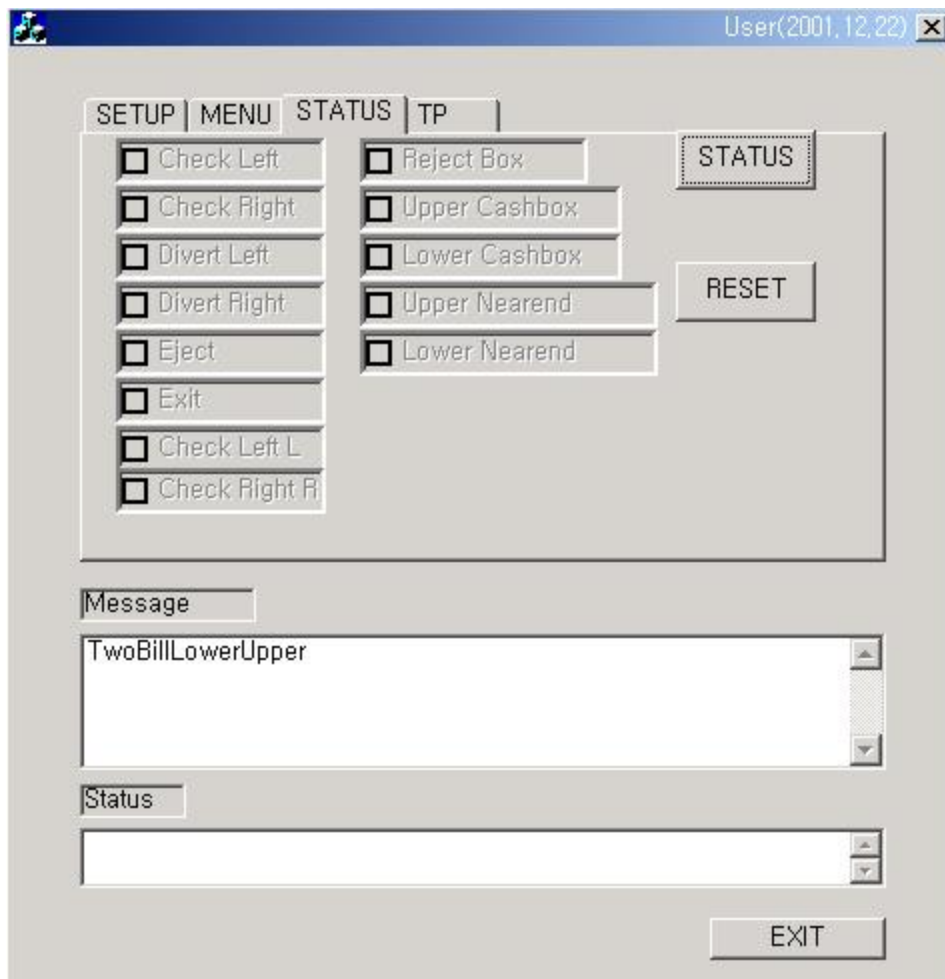 User(2001,12,22)
SETUP MENU STATUS TP
Check Left
Check Right
Divert Left
Divert Right
Eject
Exit
Check Left L
Check Right R
Reject Box
Upper Cashbox
Lower Cashbox
Upper Nearend
Lower Nearend
STATUS
RESET
Message
TwoBillLowerUpper
Status
EXIT